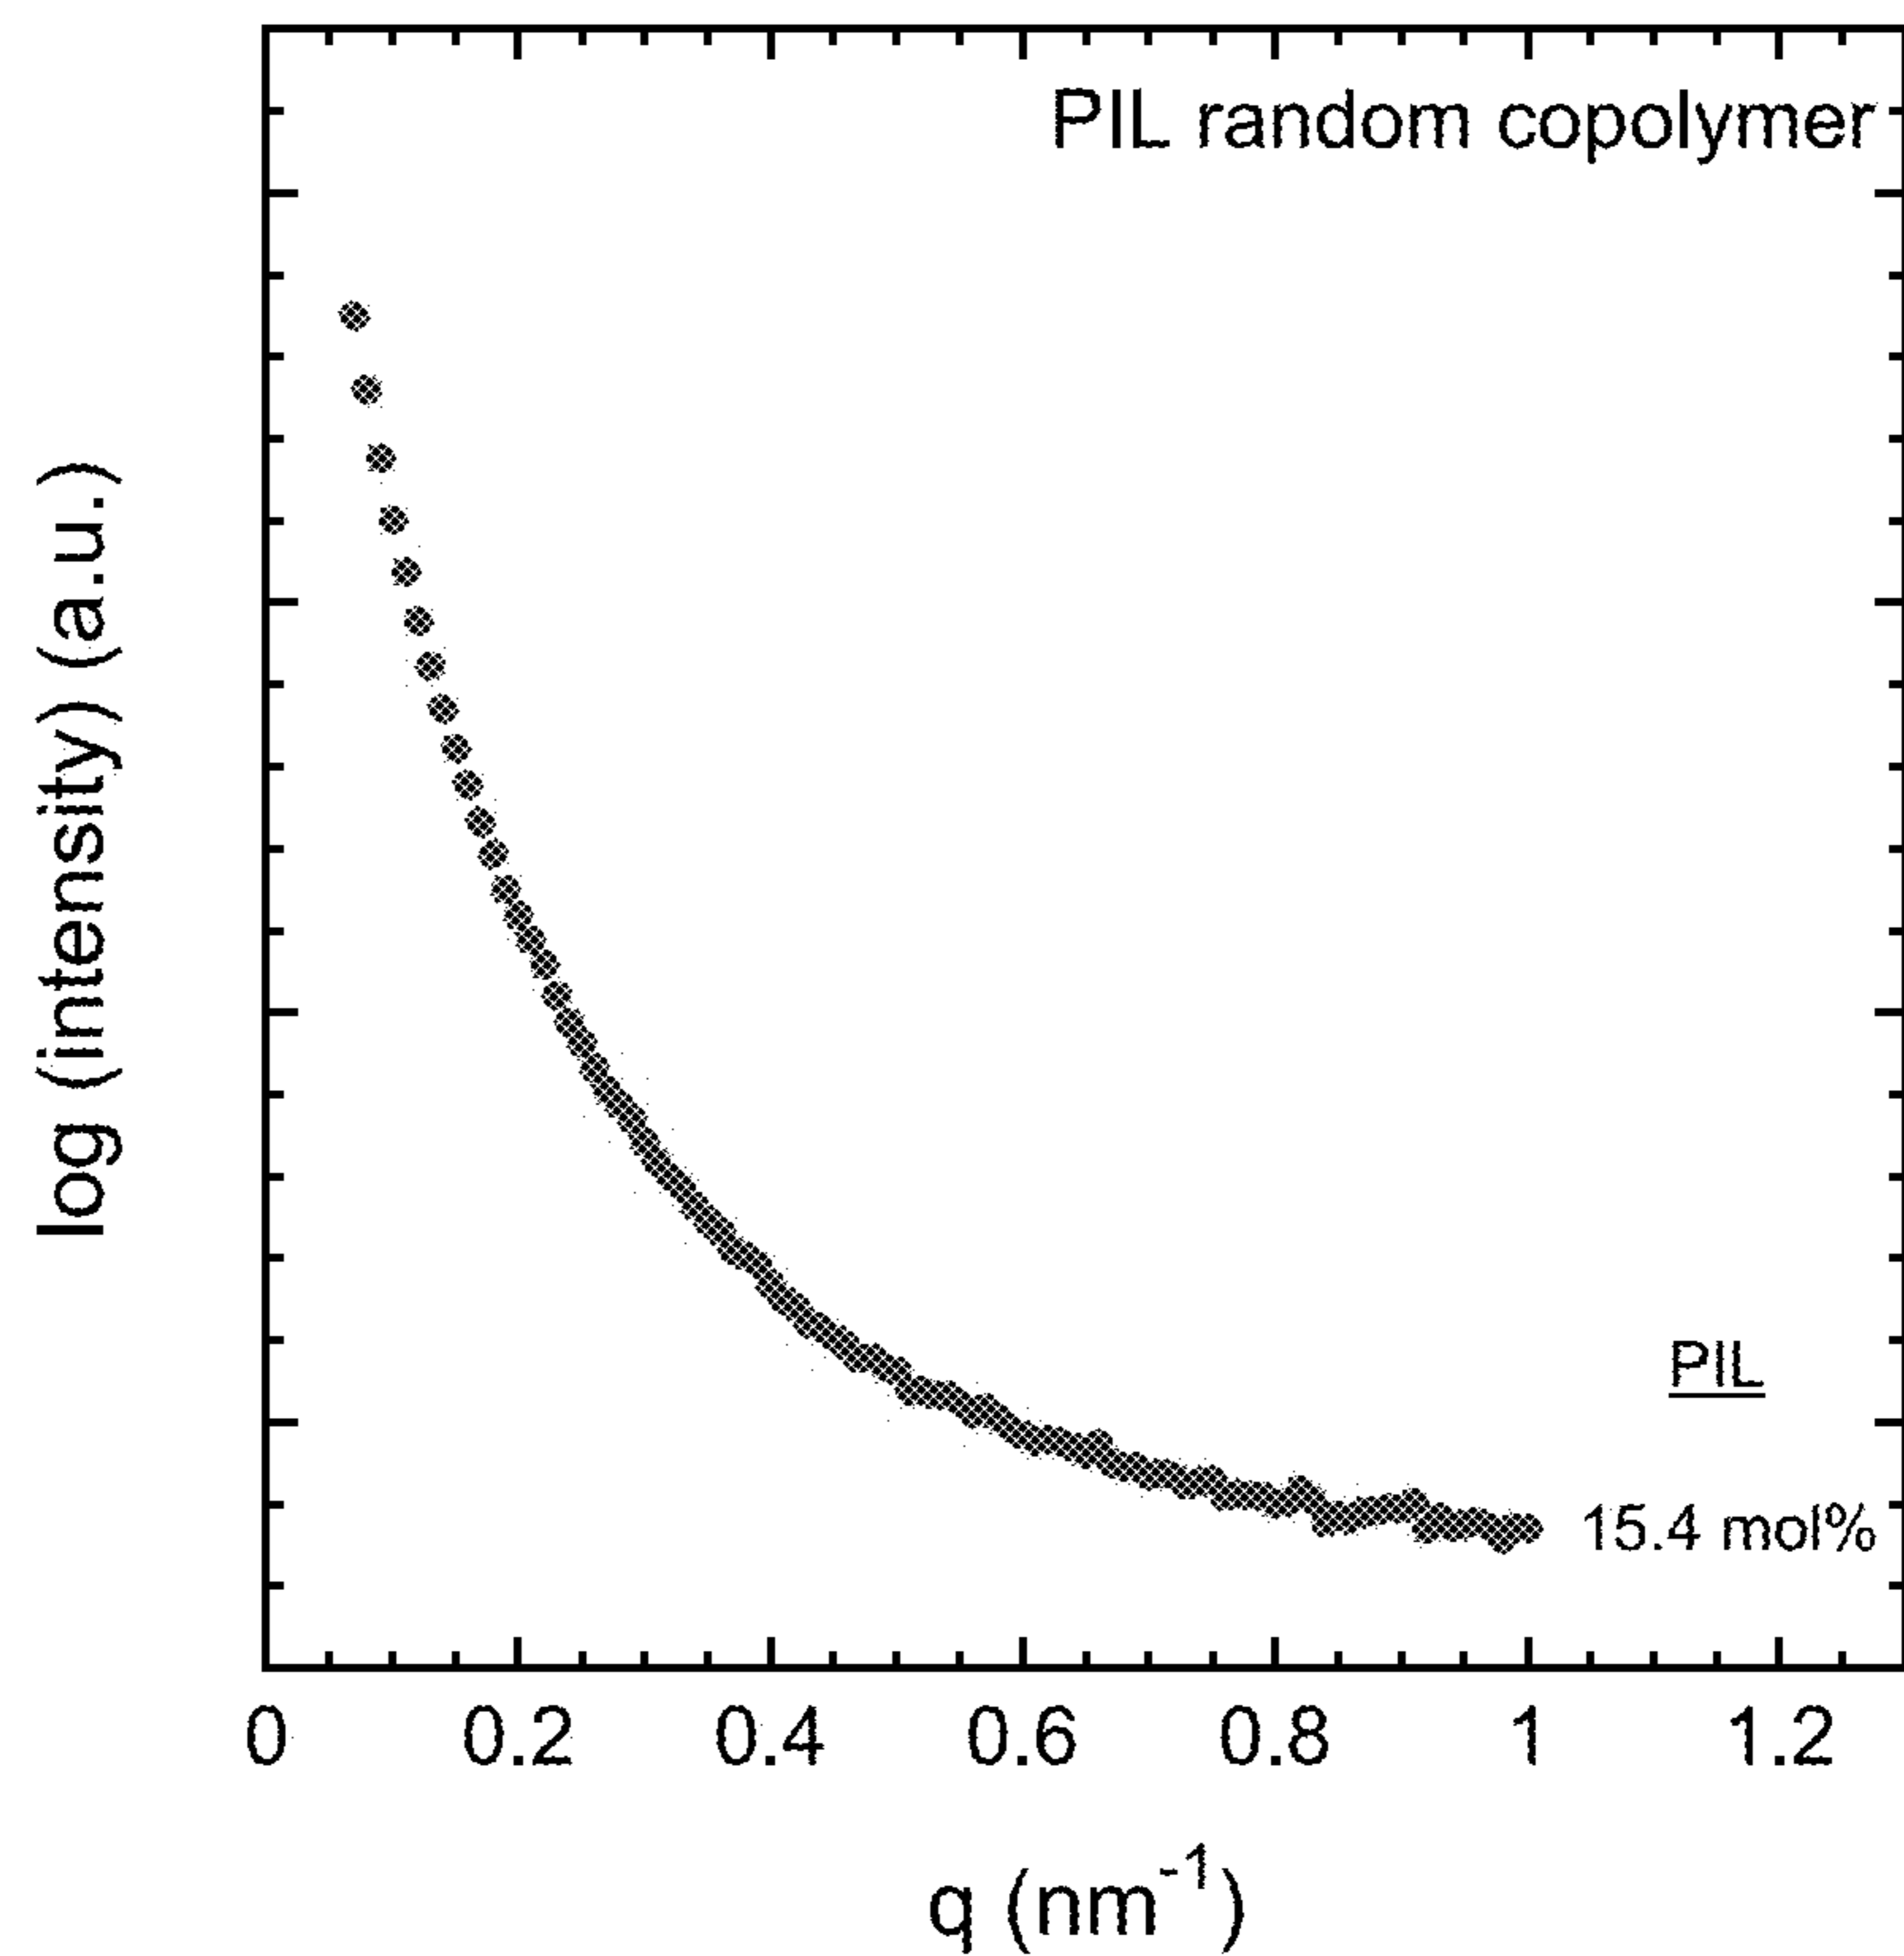 PIL random copolymer
log (intensity) (a.u.)
PIL
15.4 mol%
0 0.2 0.4 0.6 0.8 1 1.2
q (nm⁻¹)